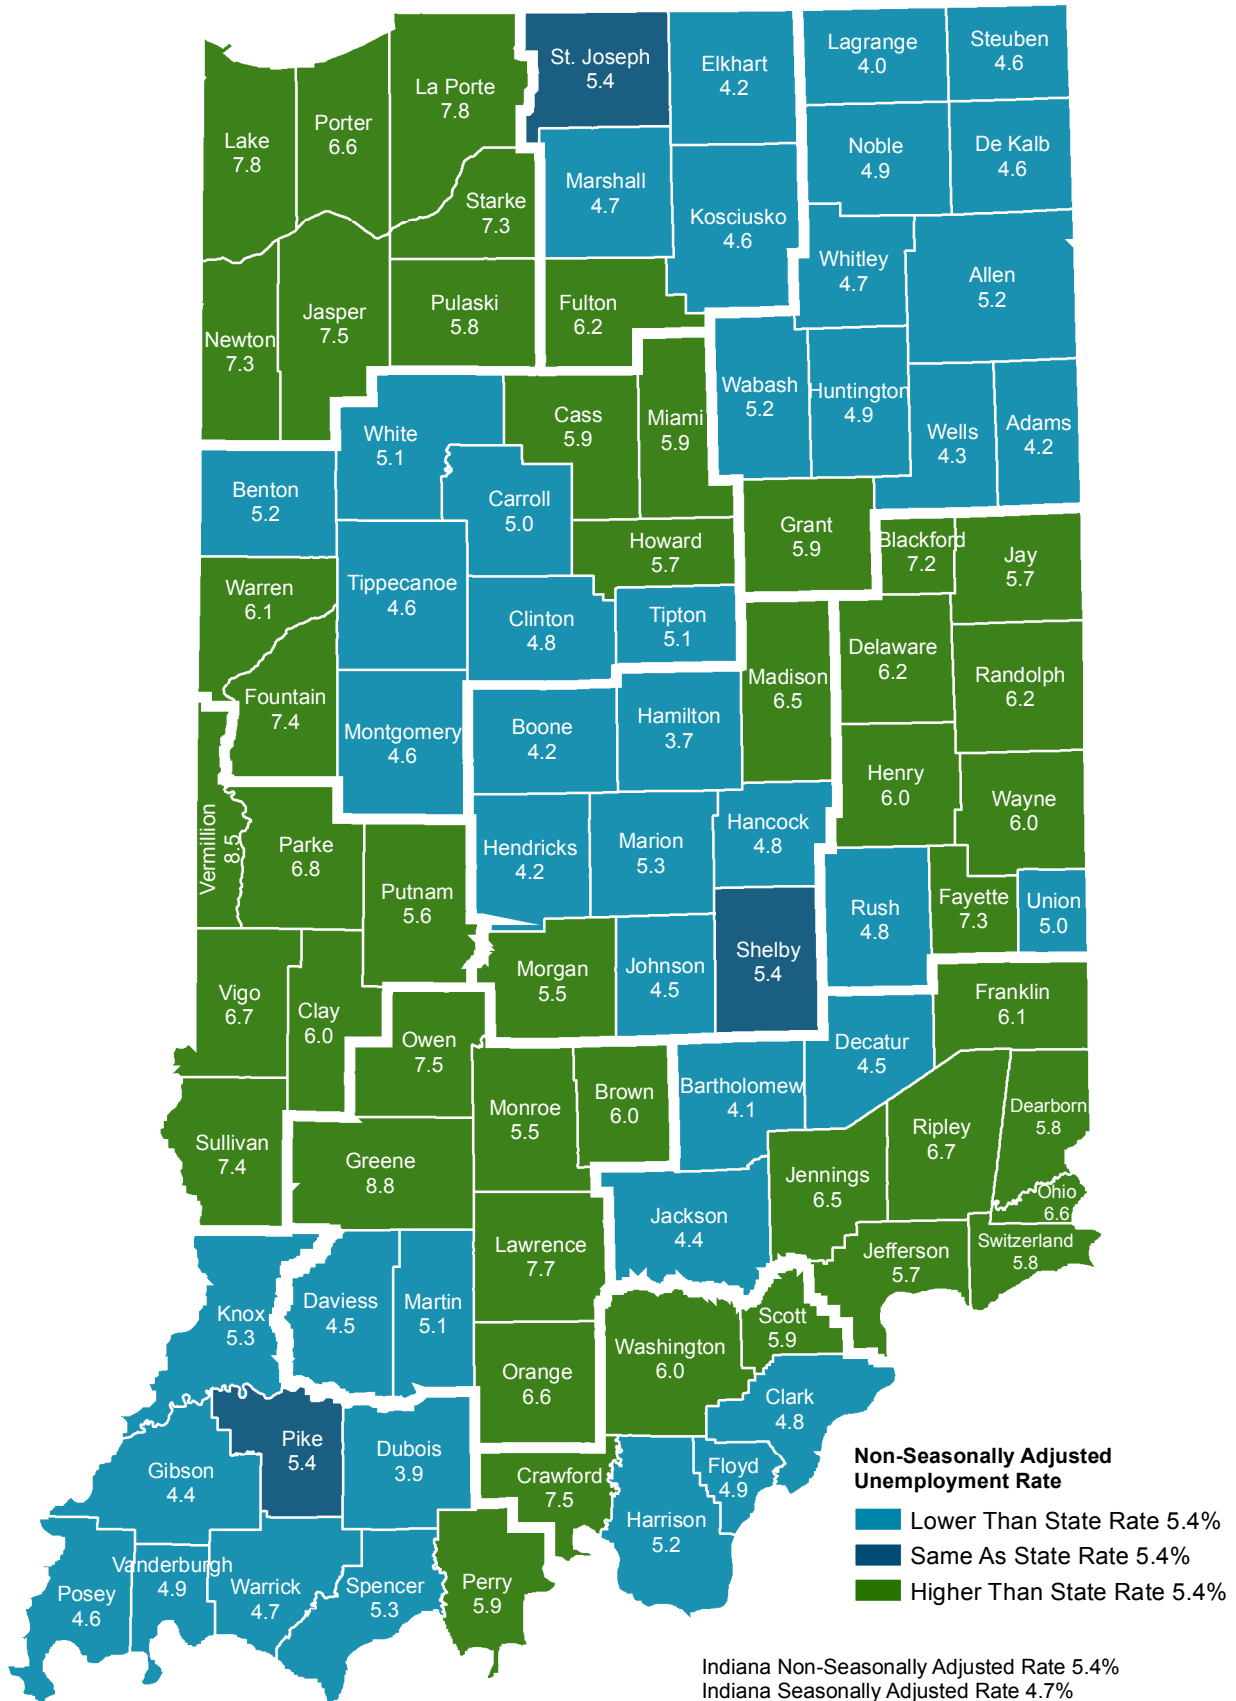 St. Joseph
5.4
Elkhart
4.2
Lagrange
4.0
Steuben
4.6
La Porte
7.8
Porter
6.6
Lake
7.8
Noble
4.9
De Kalb
4.6
Marshall
4.7
Starke
7.3
Kosciusko
4.6
Whitley
4.7
Allen
5.2
Pulaski
5.8
Fulton
6.2
Jasper
7.5
Newton
7.3
Wabash
5.2
Huntington
4.9
Wells
4.3
Adams
4.2
Cass
5.9
Miami
5.9
White
5.1
Benton
5.2
Carroll
5.0
Grant
5.9
Howard
5.7
Blackford
7.2
Jay
5.7
Warren
6.1
Tippecanoe
4.6
Clinton
4.8
Tipton
5.1
Delaware
6.2
Randolph
6.2
Madison
6.5
Fountain
7.4
Montgomery
4.6
Boone
4.2
Hamilton
3.7
Henry
6.0
Wayne
6.0
Vermillion
8.5
Parke
6.8
Putnam
5.6
Hendricks
4.2
Marion
5.3
Hancock
4.8
Rush
4.8
Fayette
7.3
Union
5.0
Shelby
5.4
Morgan
5.5
Johnson
4.5
Vigo
6.7
Clay
6.0
Owen
7.5
Franklin
6.1
Decatur
4.5
Bartholomew
4.1
Brown
6.0
Monroe
5.5
Dearborn
5.8
Ripley
6.7
Sullivan
7.4
Greene
8.8
Jennings
6.5
Ohio
6.6
Jackson
4.4
Lawrence
7.7
Jefferson
5.7
Switzerland
5.8
Knox
5.3
Daviess
4.5
Martin
5.1
Scott
5.9
Washington
6.0
Orange
6.6
Clark
4.8
Pike
5.4
Dubois
3.9
Gibson
4.4
Crawford
7.5
Floyd
4.9
Harrison
5.2
Vanderburgh
4.9
Posey
4.6
Warrick
4.7
Spencer
5.3
Perry
5.9
Non-Seasonally Adjusted
Unemployment Rate
Lower Than State Rate 5.4%
Same As State Rate 5.4%
Higher Than State Rate 5.4%
Indiana Non-Seasonally Adjusted Rate 5.4%
Indiana Seasonally Adjusted Rate 4.7%